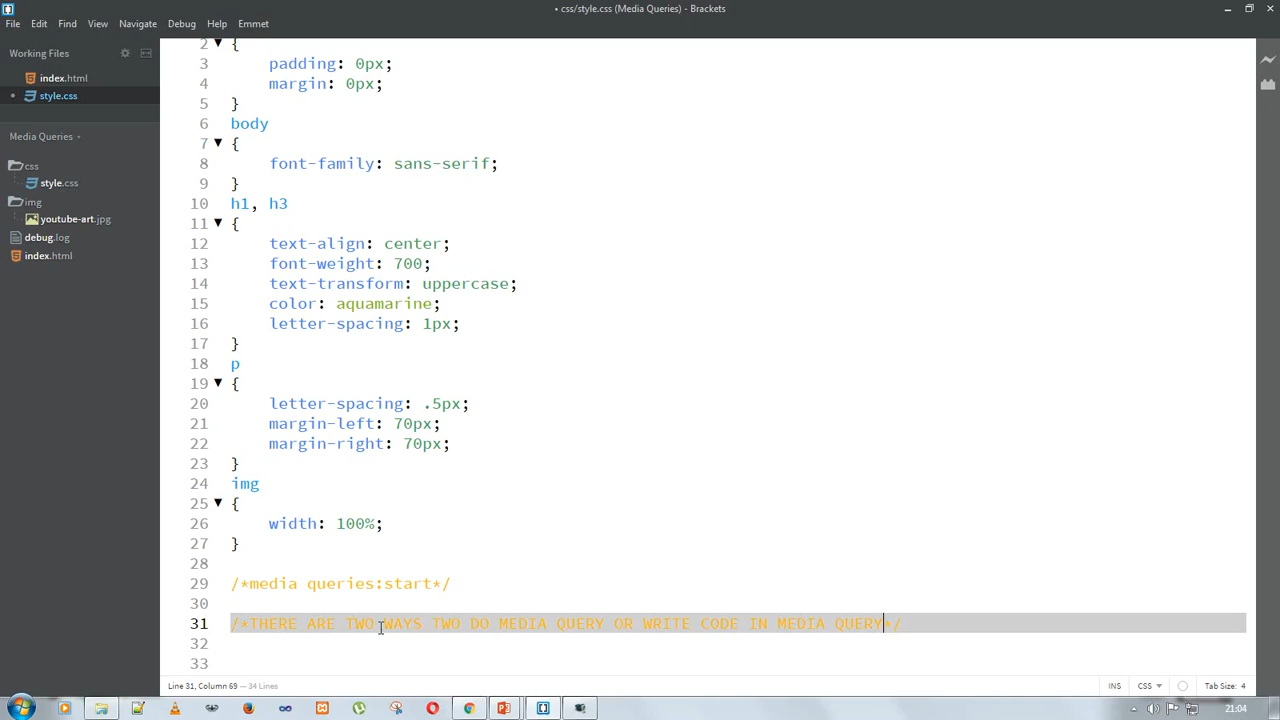 • css/style.css (Media Queries) - Brackets
File Edit Find View Navigate Debug Help Emmet
Working Files
index.html
• style.css
Media Queries
css
style.css
img
youtube-art.jpg
debug.log
index.html
2 {
3 padding: 0px;
4 margin: 0px;
5 }
6 body
7 {
8 font-family: sans-serif;
9 }
10 h1, h3
11 {
12 text-align: center;
13 font-weight: 700;
14 text-transform: uppercase;
15 color: aquamarine;
16 letter-spacing: 1px;
17 }
18 p
19 {
20 letter-spacing: .5px;
21 margin-left: 70px;
22 margin-right: 70px;
23 }
24 img
25 {
26 width: 100%;
27 }
28
29 /*media queries:start*/
30
31 /*THERE ARE TWO WAYS TWO DO MEDIA QUERY OR WRITE CODE IN MEDIA QUERY*/
32
33
Line 31, Column 69 — 34 Lines INS CSS Tab Size: 4
21:04